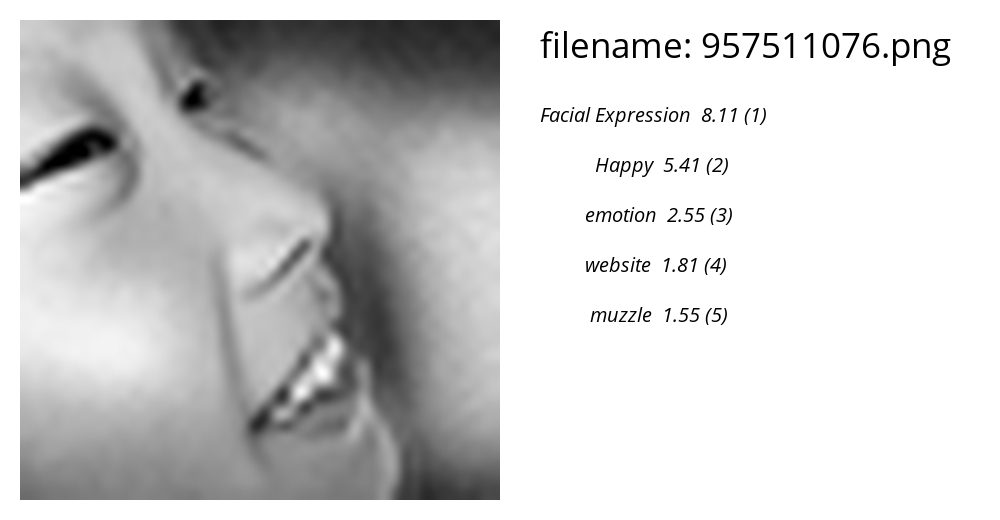 filename: 957511076.png
Facial Expression 8.11 (1)
Happy 5.41 (2)
emotion 2.55 (3)
website 1.81 (4)
muzzle 1.55 (5)